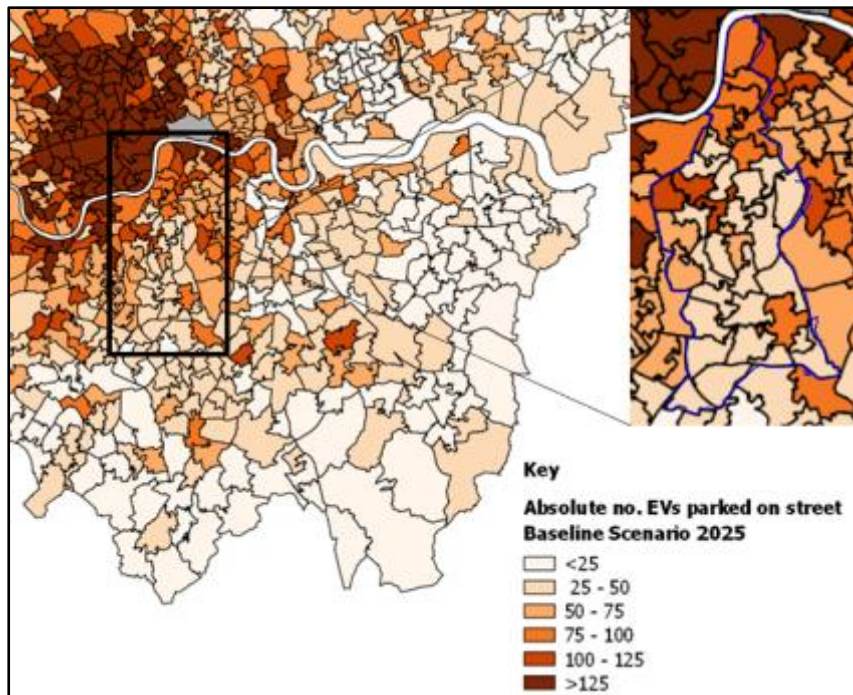 Key
Absolute no. EVs parked on street
Baseline Scenario 2025
<25
25 - 50
50 - 75
75 - 100
100 - 125
>125